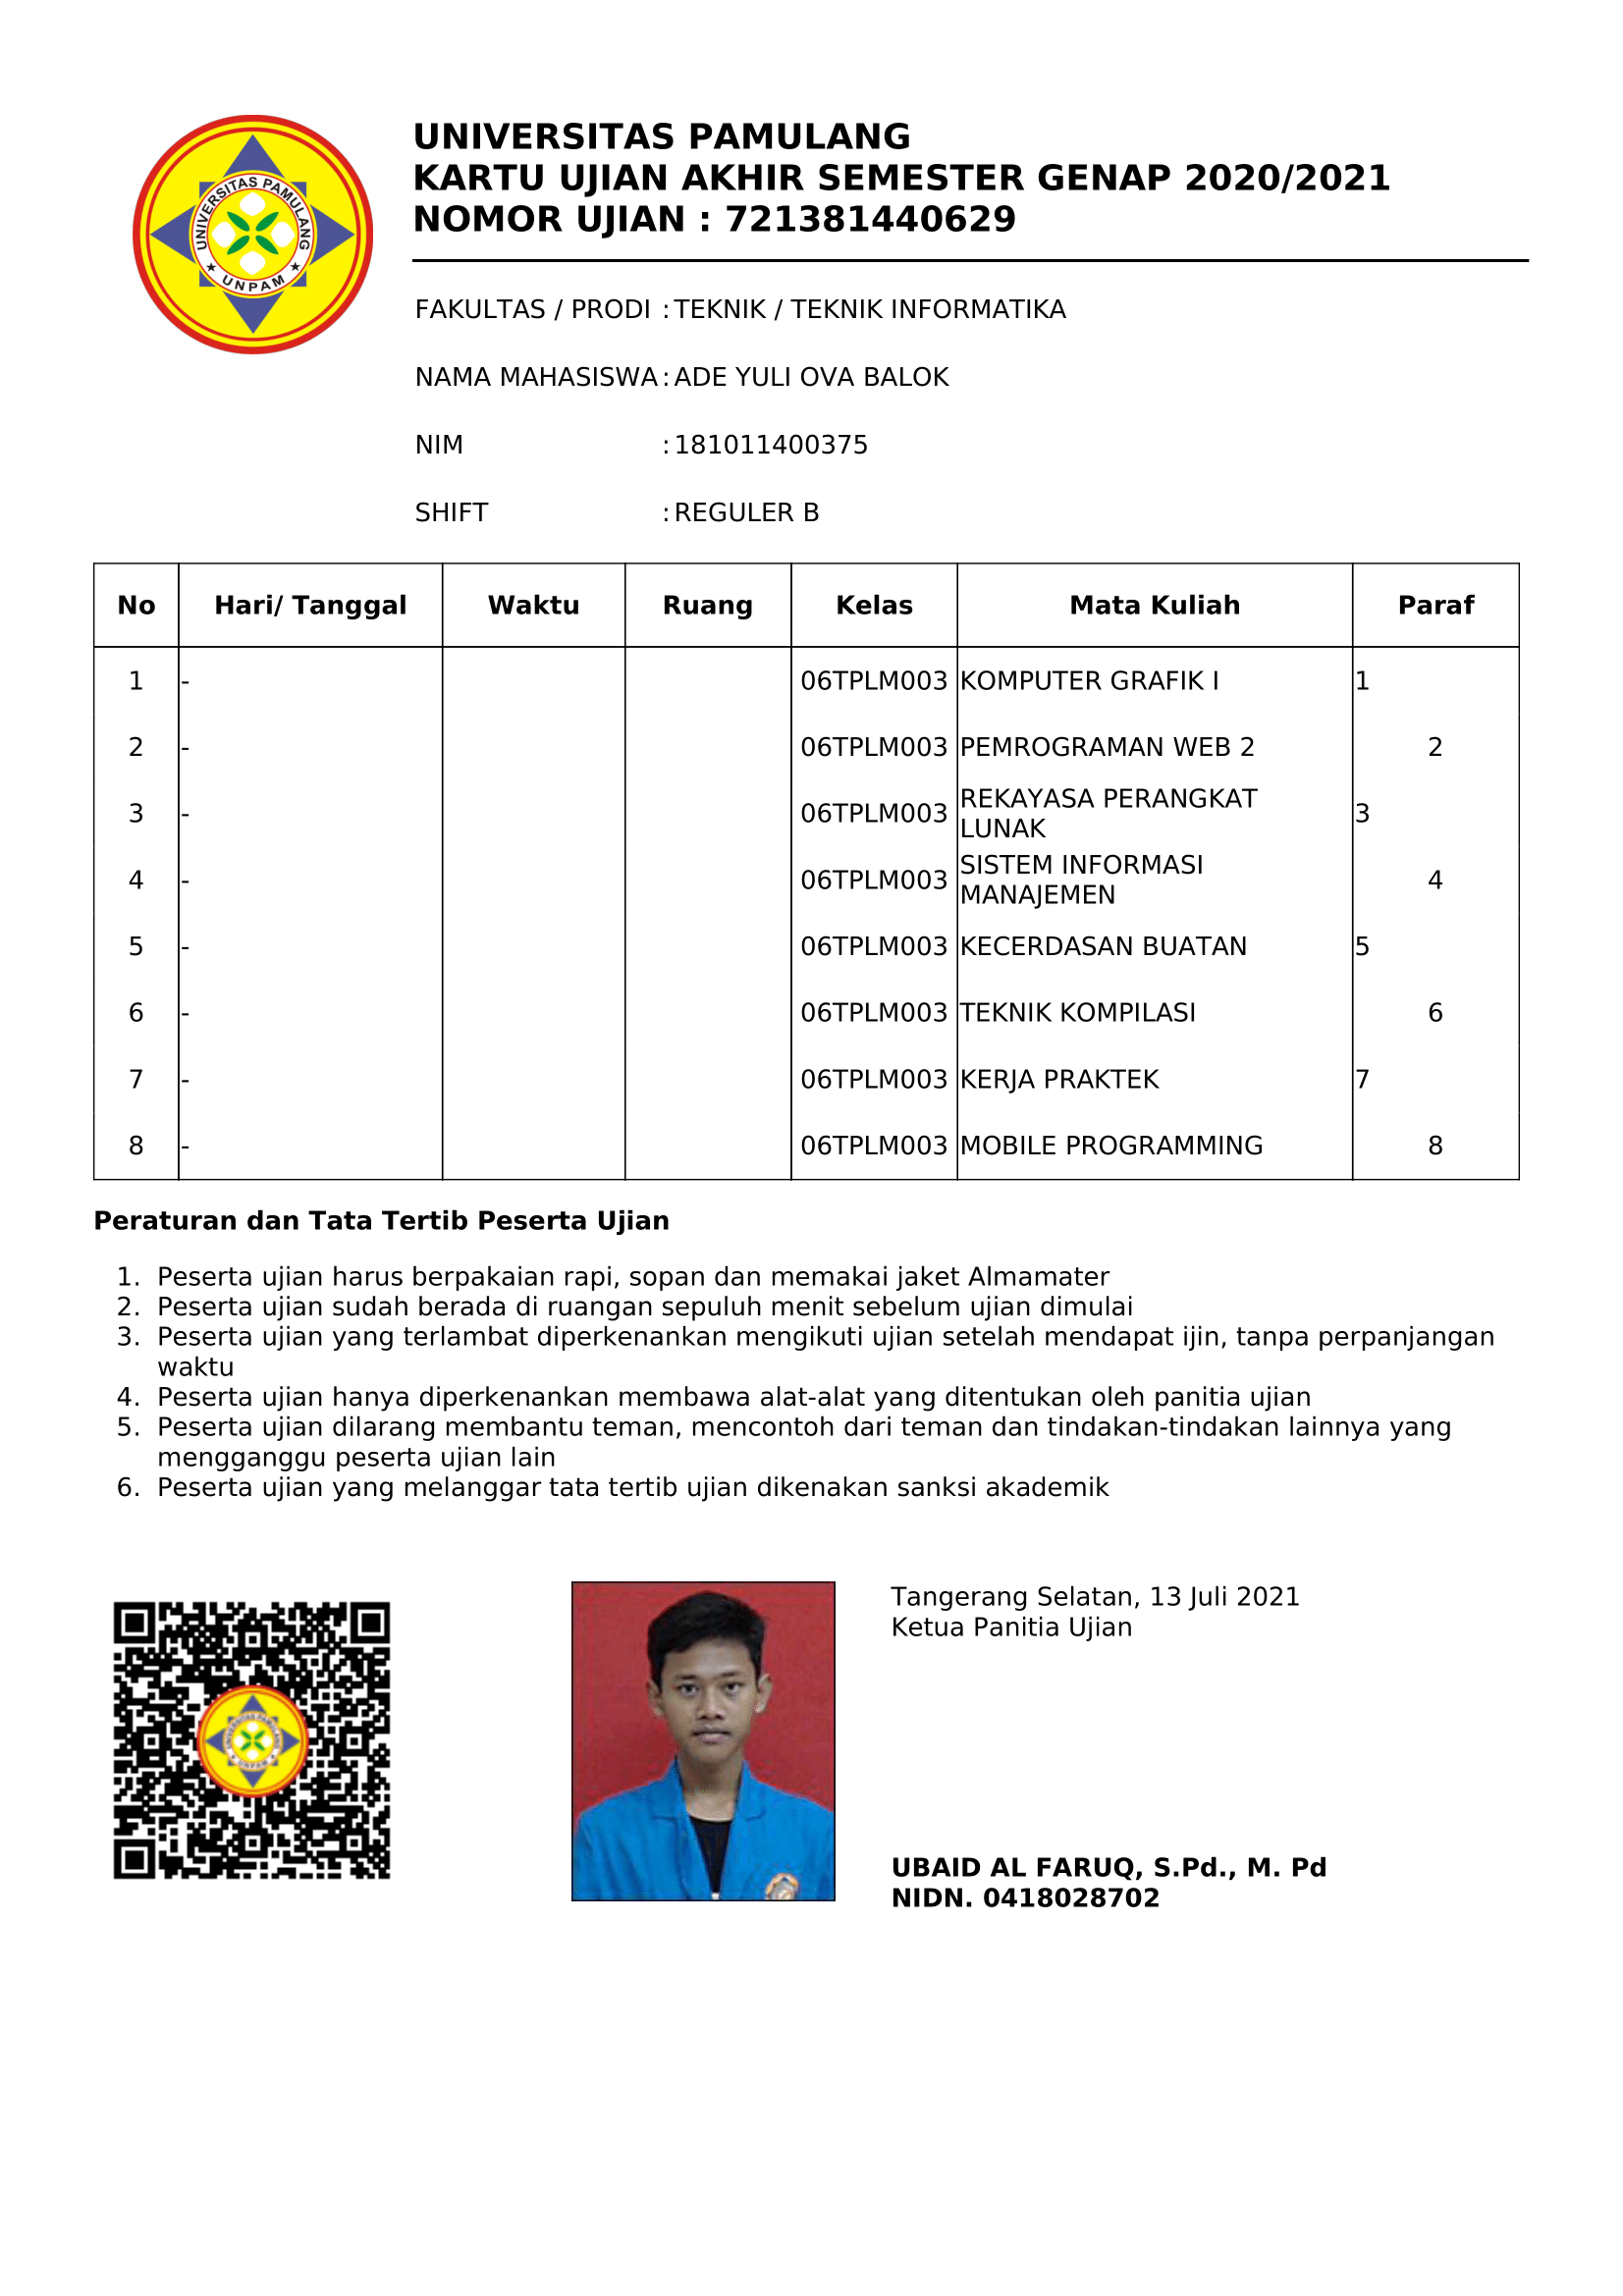 UNIVERSITAS PAMULANG
UNPAM
UNIVERSITAS PAMULANG
KARTU UJIAN AKHIR SEMESTER GENAP 2020/2021
NOMOR UJIAN : 721381440629
FAKULTAS / PRODI : TEKNIK / TEKNIK INFORMATIKA
NAMA MAHASISWA : ADE YULI OVA BALOK
NIM : 181011400375
SHIFT : REGULER B
No Hari/ Tanggal Waktu Ruang Kelas Mata Kuliah Paraf
1 - 06TPLM003 KOMPUTER GRAFIK I 1
2 - 06TPLM003 PEMROGRAMAN WEB 2 2
3 - 06TPLM003 REKAYASA PERANGKAT LUNAK 3
4 - 06TPLM003 SISTEM INFORMASI MANAJEMEN 4
5 - 06TPLM003 KECERDASAN BUATAN 5
6 - 06TPLM003 TEKNIK KOMPILASI 6
7 - 06TPLM003 KERJA PRAKTEK 7
8 - 06TPLM003 MOBILE PROGRAMMING 8
Peraturan dan Tata Tertib Peserta Ujian
1. Peserta ujian harus berpakaian rapi, sopan dan memakai jaket Almamater
2. Peserta ujian sudah berada di ruangan sepuluh menit sebelum ujian dimulai
3. Peserta ujian yang terlambat diperkenankan mengikuti ujian setelah mendapat ijin, tanpa perpanjangan
waktu
4. Peserta ujian hanya diperkenankan membawa alat-alat yang ditentukan oleh panitia ujian
5. Peserta ujian dilarang membantu teman, mencontoh dari teman dan tindakan-tindakan lainnya yang
mengganggu peserta ujian lain
6. Peserta ujian yang melanggar tata tertib ujian dikenakan sanksi akademik
UNIVERSITAS PAMULANG
UNPAM
Tangerang Selatan, 13 Juli 2021
Ketua Panitia Ujian
UBAID AL FARUQ, S.Pd., M. Pd
NIDN. 0418028702